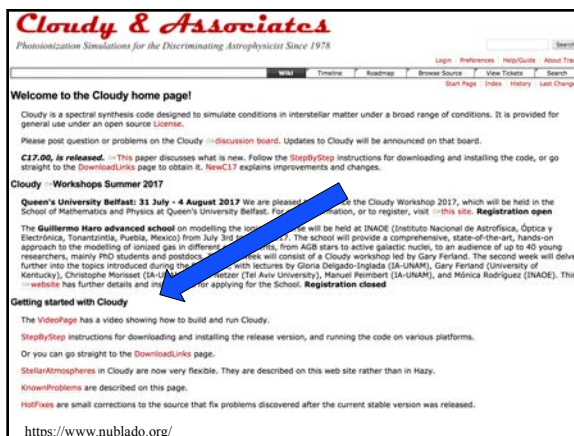 Cloudy & Associates
Photoionization Simulations for the Discriminating Astrophysicist Since 1978
Search
Login Preferences Help/Guide About Trac
Wiki Timeline Roadmap Browse Source View Tickets Search
Start Page Index History Last Change
Welcome to the Cloudy home page!
Cloudy is a spectral synthesis code designed to simulate conditions in interstellar matter under a broad range of conditions. It is provided for
general use under an open source License.
Please post question or problems on the Cloudy discussion board. Updates to Cloudy will be announced on that board.
C17.00, is released. This paper discusses what is new. Follow the StepByStep instructions for downloading and installing the code, or go
straight to the DownloadLinks page to obtain it. NewC17 explains improvements and changes.
Cloudy Workshops Summer 2017
Queen's University Belfast: 31 July - 4 August 2017 We are pleased the Cloudy Workshop 2017, which will be held in the
School of Mathematics and Physics at Queen's University Belfast. For or to register, visit this site. Registration open
The Guillermo Haro advanced school on modelling the will be held at INAOE (Instituto Nacional de Astrofísica, Óptica y
Electrónica, Tonantzintla, Puebla, Mexico) from July 3rd The school will provide a comprehensive, state-of-the-art, hands-on
approach to the modelling of ionized gas in different from AGB stars to active galactic nuclei, to an audience of up to 40 young
researchers, mainly PhD students and postdocs. will consist of a Cloudy workshop led by Gary Ferland. The second week will delve
further into the topics introduced during the with lectures by Gloria Delgado-Inglada (IA-UNAM), Gary Ferland (University of
Kentucky), Christophe Morisset (Tel Aviv University), Manuel Peimbert (IA-UNAM), and Mónica Rodríguez (INAOE). This
website has further details and for applying for the School. Registration closed
Getting started with Cloudy
The VideoPage has a video showing how to build and run Cloudy.
StepByStep instructions for downloading and installing the release version, and running the code on various platforms.
Or you can go straight to the DownloadLinks page.
StellarAtmospheres in Cloudy are now very flexible. They are described on this web site rather than in Hazy.
KnownProblems are described on this page.
HotFixes are small corrections to the source that fix problems discovered after the current stable version was released.
https://www.nublado.org/